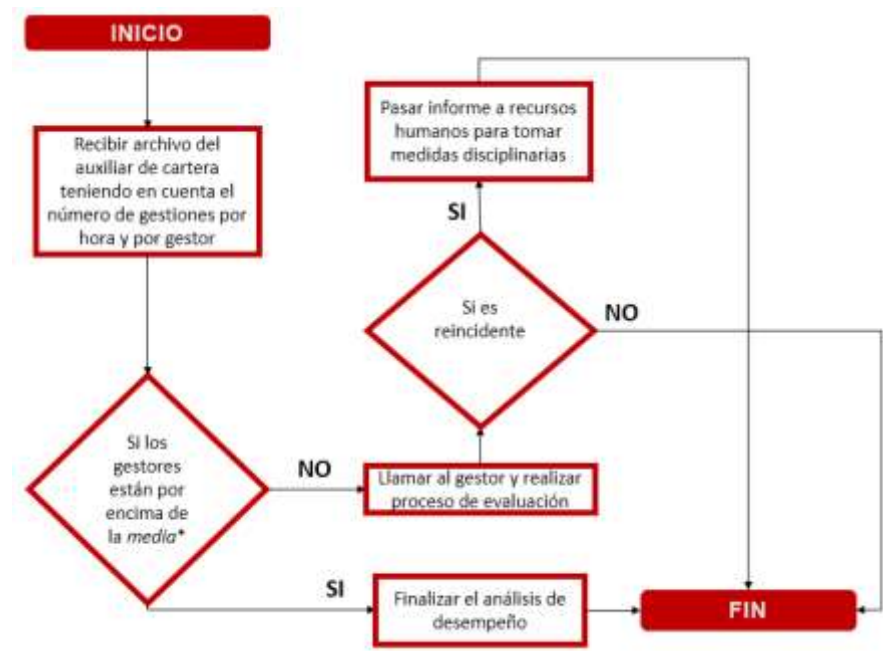 INICIO
Recibir archivo del
auxiliar de cartera
teniendo en cuenta el
número de gestiones por
hora y por gestor
Si los
gestores
están por
encima de
la media*
NO
Llamar al gestor y realizar
proceso de evaluación
Si es
reincidente
SI
Pasar informe a recursos
humanos para tomar
medidas disciplinarias
NO
SI
Finalizar el análisis de
desempeño
FIN